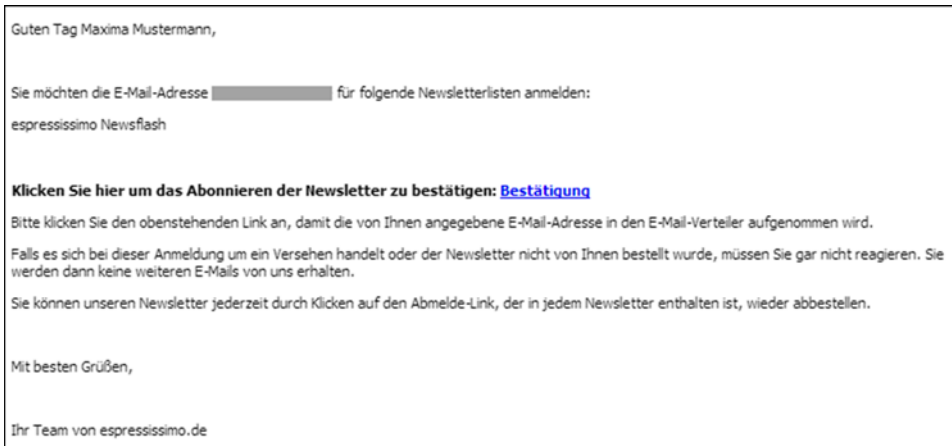 Guten Tag Maxima Mustermann,
Sie möchten die E-Mail-Adresse für folgende Newsletterlisten anmelden:
espressissimo Newsflash
Klicken Sie hier um das Abonnieren der Newsletter zu bestätigen: Bestätigung
Bitte klicken Sie den obenstehenden Link an, damit die von Ihnen angegebene E-Mail-Adresse in den E-Mail-Verteiler aufgenommen wird.
Falls es sich bei dieser Anmeldung um ein Versehen handelt oder der Newsletter nicht von Ihnen bestellt wurde, müssen Sie gar nicht reagieren. Sie
werden dann keine weiteren E-Mails von uns erhalten.
Sie können unseren Newsletter jederzeit durch Klicken auf den Abmelde-Link, der in jedem Newsletter enthalten ist, wieder abbestellen.
Mit besten Grüßen,
Ihr Team von espressissimo.de